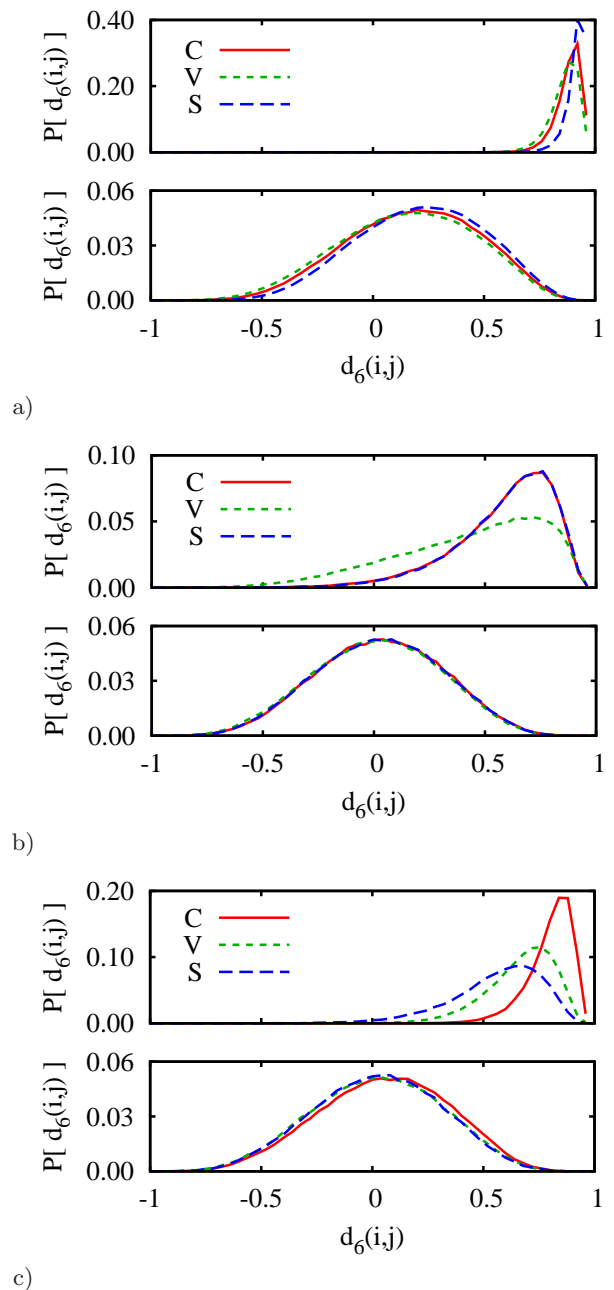 0.40
P[ d6(i,j) ]
C
0.20
V
S
0.00
0.06
P[ d6(i,j) ]
0.03
0.00
-1 -0.5 0 0.5 1
d6(i,j)
a)
0.10
P[ d6(i,j) ]
C
0.05
V
S
0.00
0.06
P[ d6(i,j) ]
0.03
0.00
-1 -0.5 0 0.5 1
d6(i,j)
b)
0.20
P[ d6(i,j) ]
C
0.10
V
S
0.00
0.06
P[ d6(i,j) ]
0.03
0.00
-1 -0.5 0 0.5 1
d6(i,j)
c)